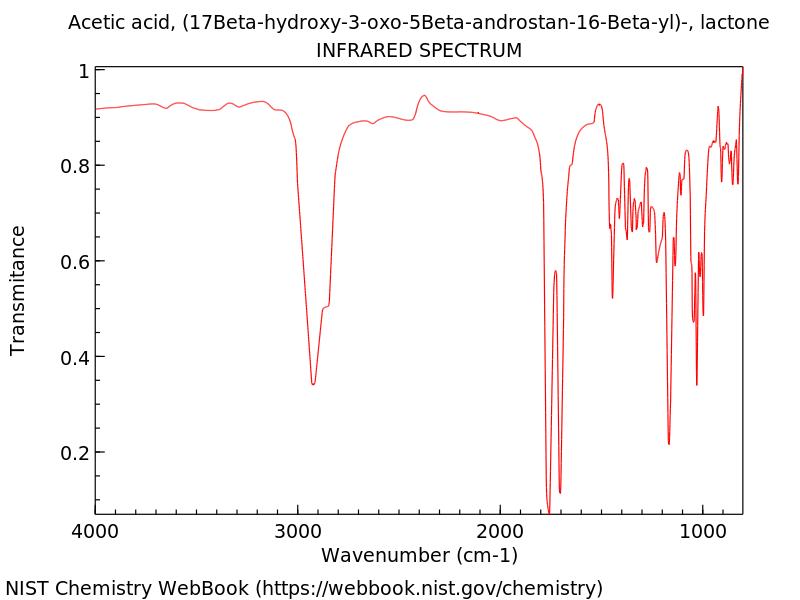 Acetic acid, (17Beta-hydroxy-3-oxo-5Beta-androstan-16-Beta-yl)-, lactone
INFRARED SPECTRUM
1
0.8
0.6
0.4
0.2
Transmitance
4000 3000 2000 1000
Wavenumber (cm-1)
NIST Chemistry WebBook (https://webbook.nist.gov/chemistry)